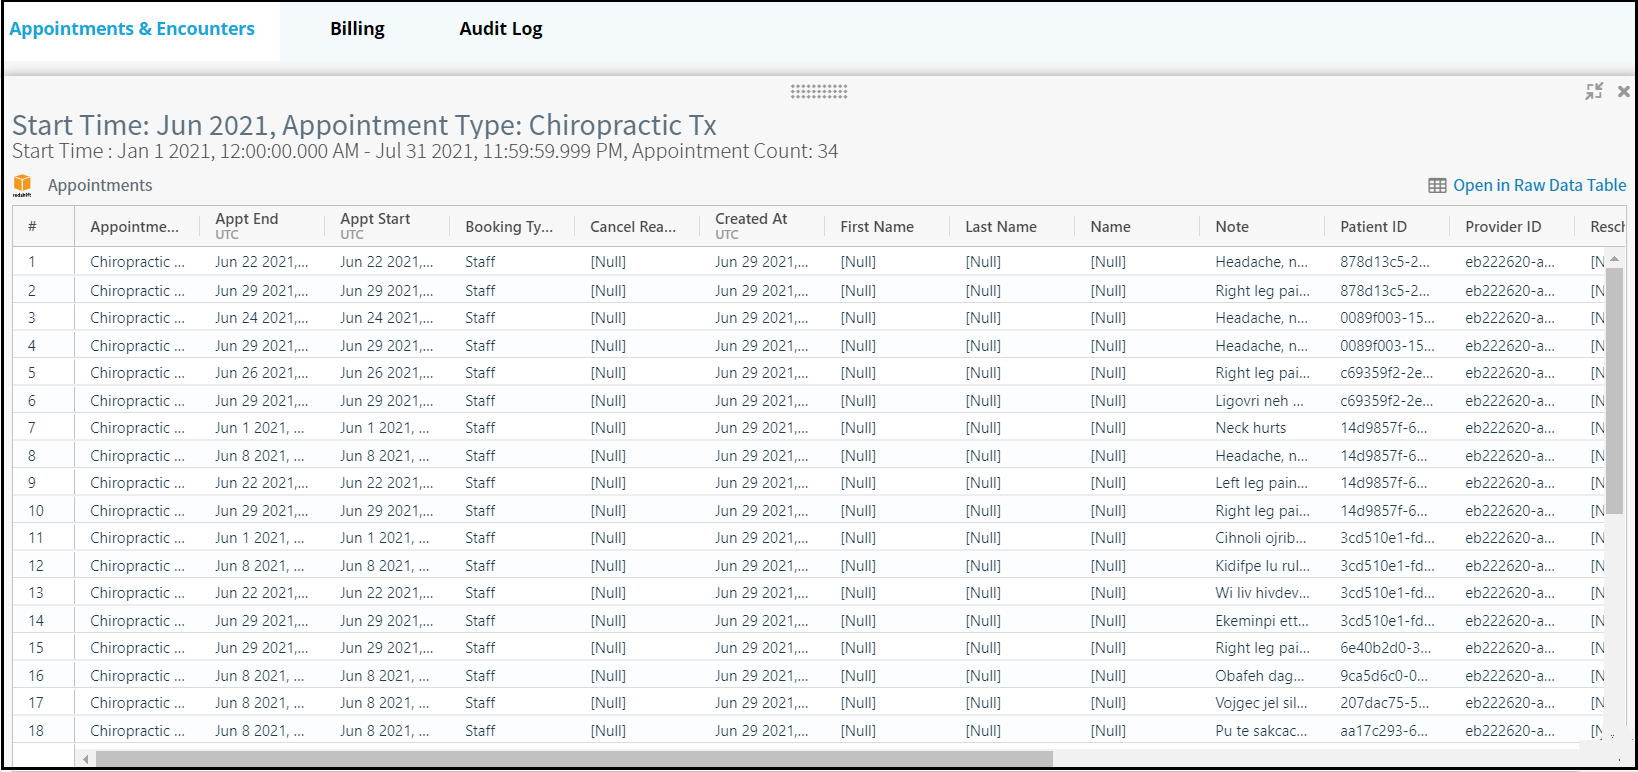 Appointments & Encounters Billing Audit Log
Start Time: Jun 2021, Appointment Type: Chiropractic Tx
Start Time : Jan 1 2021, 12:00:00.000 AM - Jul 31 2021, 11:59:59.999 PM, Appointment Count: 34
redshift Appointments Open in Raw Data Table
# Appointme... Appt End UTC Appt Start UTC Booking Ty... Cancel Rea... Created At UTC First Name Last Name Name Note Patient ID Provider ID Resch
1 Chiropractic ... Jun 22 2021,... Jun 22 2021,... Staff [Null] Jun 29 2021,... [Null] [Null] [Null] Headache, n... 878d13c5-2... eb222620-a... [N
2 Chiropractic ... Jun 29 2021,... Jun 29 2021,... Staff [Null] Jun 29 2021,... [Null] [Null] [Null] Right leg pai... 878d13c5-2... eb222620-a... [N
3 Chiropractic ... Jun 24 2021,... Jun 24 2021,... Staff [Null] Jun 29 2021,... [Null] [Null] [Null] Headache, n... 0089f003-15... eb222620-a... [N
4 Chiropractic ... Jun 29 2021,... Jun 29 2021,... Staff [Null] Jun 29 2021,... [Null] [Null] [Null] Headache, n... 0089f003-15... eb222620-a... [N
5 Chiropractic ... Jun 26 2021,... Jun 26 2021,... Staff [Null] Jun 29 2021,... [Null] [Null] [Null] Right leg pai... c69359f2-2e... eb222620-a... [N
6 Chiropractic ... Jun 29 2021,... Jun 29 2021,... Staff [Null] Jun 29 2021,... [Null] [Null] [Null] Ligovri neh ... c69359f2-2e... eb222620-a... [N
7 Chiropractic ... Jun 1 2021, ... Jun 1 2021, ... Staff [Null] Jun 29 2021,... [Null] [Null] [Null] Neck hurts 14d9857f-6... eb222620-a... [N
8 Chiropractic ... Jun 8 2021, ... Jun 8 2021, ... Staff [Null] Jun 29 2021,... [Null] [Null] [Null] Headache, n... 14d9857f-6... eb222620-a... [N
9 Chiropractic ... Jun 22 2021,... Jun 22 2021,... Staff [Null] Jun 29 2021,... [Null] [Null] [Null] Left leg pain... 14d9857f-6... eb222620-a... [N
10 Chiropractic ... Jun 29 2021,... Jun 29 2021,... Staff [Null] Jun 29 2021,... [Null] [Null] [Null] Right leg pai... 14d9857f-6... eb222620-a... [N
11 Chiropractic ... Jun 1 2021, ... Jun 1 2021, ... Staff [Null] Jun 29 2021,... [Null] [Null] [Null] Cihnoli ojrib... 3cd510e1-fd... eb222620-a... [N
12 Chiropractic ... Jun 8 2021, ... Jun 8 2021, ... Staff [Null] Jun 29 2021,... [Null] [Null] [Null] Kidifpe lu rul... 3cd510e1-fd... eb222620-a... [N
13 Chiropractic ... Jun 22 2021,... Jun 22 2021,... Staff [Null] Jun 29 2021,... [Null] [Null] [Null] Wi liv hivdev... 3cd510e1-fd... eb222620-a... [N
14 Chiropractic ... Jun 29 2021,... Jun 29 2021,... Staff [Null] Jun 29 2021,... [Null] [Null] [Null] Ekeminpi ett... 3cd510e1-fd... eb222620-a... [N
15 Chiropractic ... Jun 29 2021,... Jun 29 2021,... Staff [Null] Jun 29 2021,... [Null] [Null] [Null] Right leg pai... 6e40b2d0-3... eb222620-a... [N
16 Chiropractic ... Jun 8 2021, ... Jun 8 2021, ... Staff [Null] Jun 29 2021,... [Null] [Null] [Null] Obafeh dag... 9ca5d6c0-0... eb222620-a... [N
17 Chiropractic ... Jun 8 2021, ... Jun 8 2021, ... Staff [Null] Jun 29 2021,... [Null] [Null] [Null] Vojgec jel sil... 207dac75-5... eb222620-a... [N
18 Chiropractic ... Jun 8 2021, ... Jun 8 2021, ... Staff [Null] Jun 29 2021,... [Null] [Null] [Null] Pu te sakcac... aa17c293-6... eb222620-a... [N